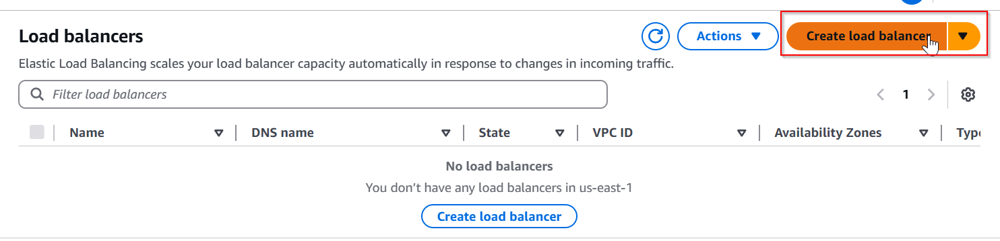 Load balancers
Actions
Create load balancer
Elastic Load Balancing scales your load balancer capacity automatically in response to changes in incoming traffic.
Filter load balancers
1
Name
DNS name
State
VPC ID
Availability Zones
Type
No load balancers
You don’t have any load balancers in us-east-1
Create load balancer